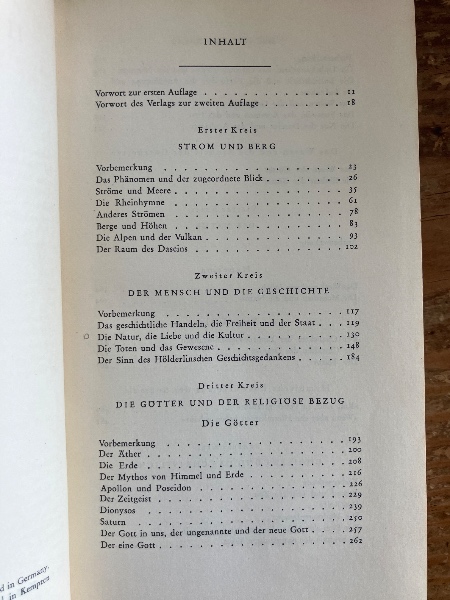 INHALT
Vorwort zur ersten Auflage . . . . . . . . . . . . 11
Vorwort des Verlags zur zweiten Auflage . . . . . . . . 18
Erster Kreis
STROM UND BERG
Vorbemerkung . . . . . . . . . . . . . . . 23
Das Phänomen und der zugeordnete Blick . . . . . . . . 26
Ströme und Meere . . . . . . . . . . . . . . 35
Die Rheinhymne . . . . . . . . . . . . . . 61
Anderes Strömen . . . . . . . . . . . . . . 78
Berge und Höhen . . . . . . . . . . . . . . 83
Die Alpen und der Vulkan . . . . . . . . . . . . 93
Der Raum des Daseins . . . . . . . . . . . . . 102
Zweiter Kreis
DER MENSCH UND DIE GESCHICHTE
Vorbemerkung . . . . . . . . . . . . . . . 117
Das geschichtliche Handeln, die Freiheit und der Staat . . . 119
Die Natur, die Liebe und die Kultur . . . . . . . . . 130
Die Toten und das Gewesene . . . . . . . . . . . 148
Der Sinn des Hölderlinschen Geschichtsgedankens . . . . . 184
Dritter Kreis
DIE GÖTTER UND DER RELIGIÖSE BEZUG
Die Götter
Vorbemerkung . . . . . . . . . . . . . . . 193
Der Äther . . . . . . . . . . . . . . . . 200
Die Erde . . . . . . . . . . . . . . . . 208
Der Mythos von Himmel und Erde . . . . . . . . . 216
Apollon und Poseidon . . . . . . . . . . . . . 226
Der Zeitgeist . . . . . . . . . . . . . . . 229
Dionysos . . . . . . . . . . . . . . . . 239
Saturn . . . . . . . . . . . . . . . . . 250
Der Gott in uns, der ungenannte und der neue Gott . . . . 257
Der eine Gott . . . . . . . . . . . . . . . 262
in Germany.
in Kempten